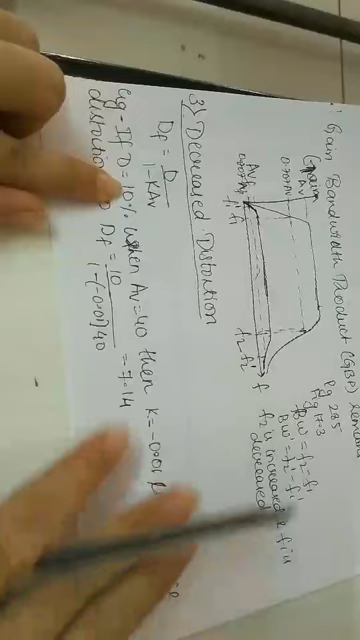 Gain Bandwidth Product (GBP) remains
Pg 285
Fig 17.3
Gain
Av
0.707Av
Avf
0.707Avf
f1' f1
f2 f2' f
BW = f2 - f1
BW' = f2' - f1'
f2 is increased & f1 is
decreased
3) Decreased Distortion
Df = D
1-KAv
eg - If D = 10% when Av = 40 then K = -0.01
distortion Df = 10 = 7.14
1-(-0.01)40